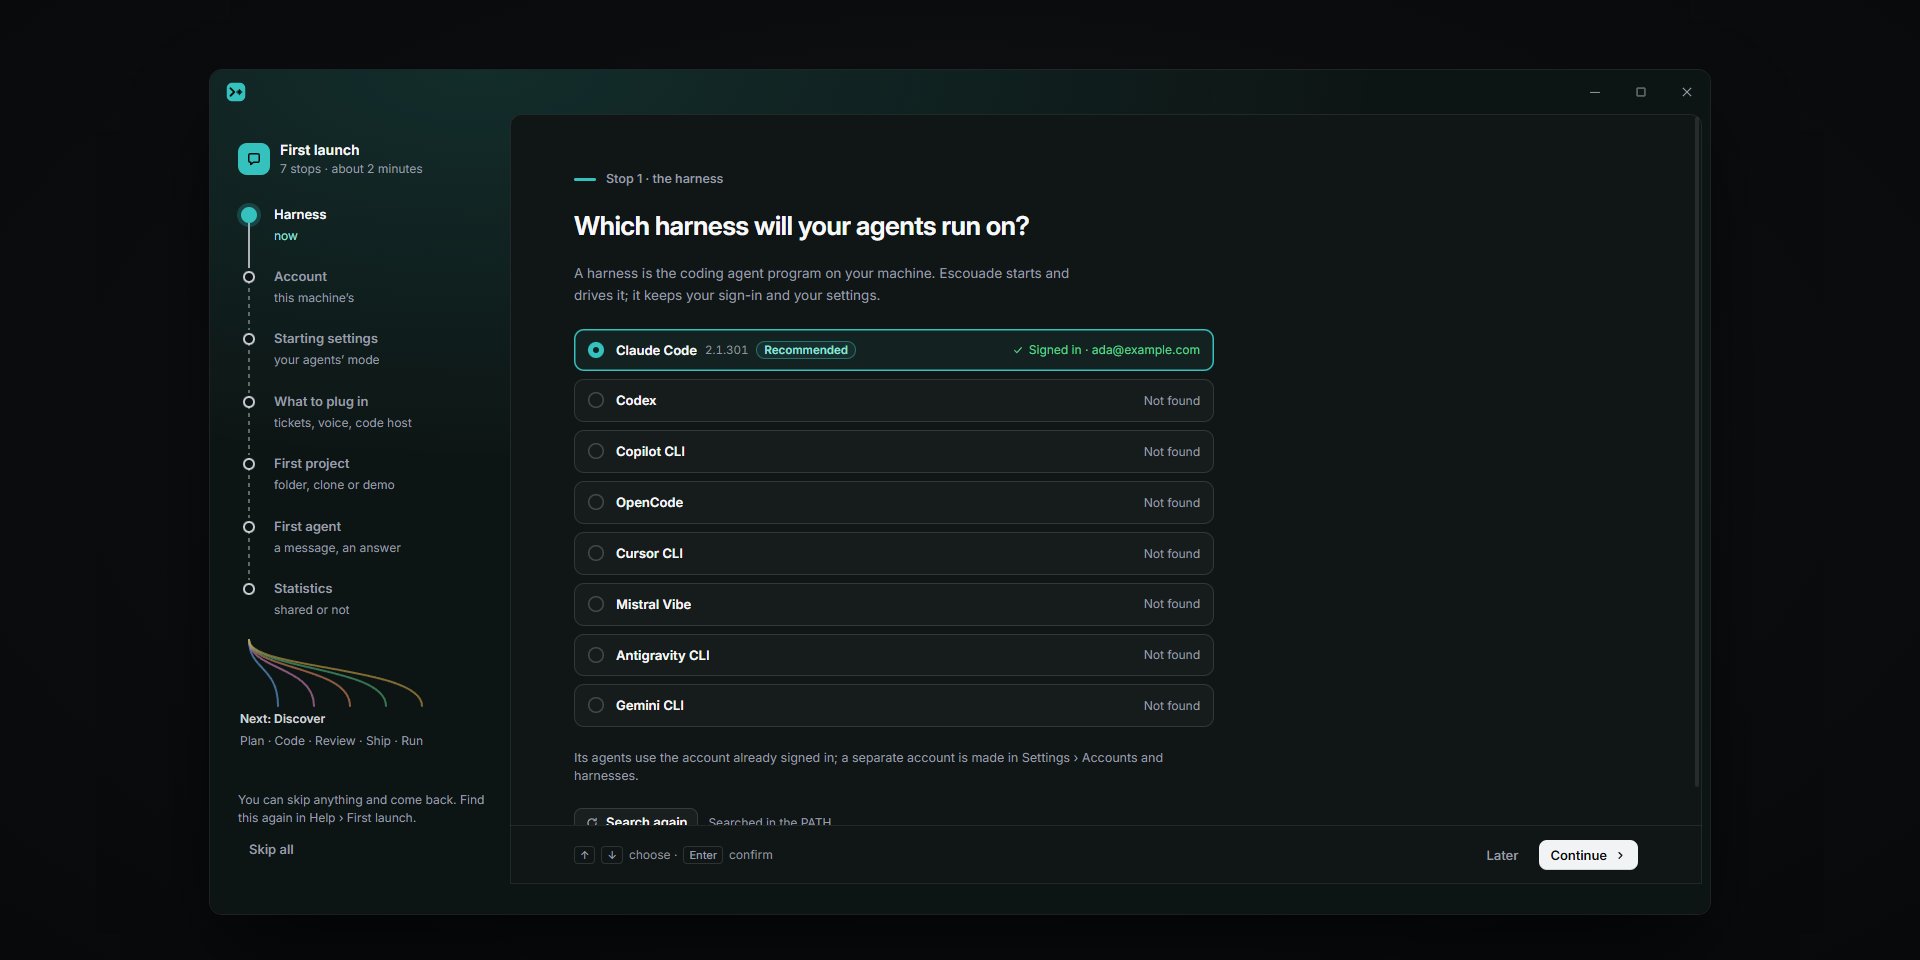 First launch
7 stops · about 2 minutes
Harness
now
Account
this machine's
Starting settings
your agents' mode
What to plug in
tickets, voice, code host
First project
folder, clone or demo
First agent
a message, an answer
Statistics
shared or not
Next: Discover
Plan · Code · Review · Ship · Run
You can skip anything and come back. Find
this again in Help › First launch.
Skip all
Stop 1 · the harness
Which harness will your agents run on?
A harness is the coding agent program on your machine. Escouade starts and
drives it; it keeps your sign-in and your settings.
Claude Code 2.1.301 Recommended ✓ Signed in · ada@example.com
Codex Not found
Copilot CLI Not found
OpenCode Not found
Cursor CLI Not found
Mistral Vibe Not found
Antigravity CLI Not found
Gemini CLI Not found
Its agents use the account already signed in; a separate account is made in Settings › Accounts and
harnesses.
Search again Searched in the PATH
↑ ↓ choose · Enter confirm
Later
Continue ›